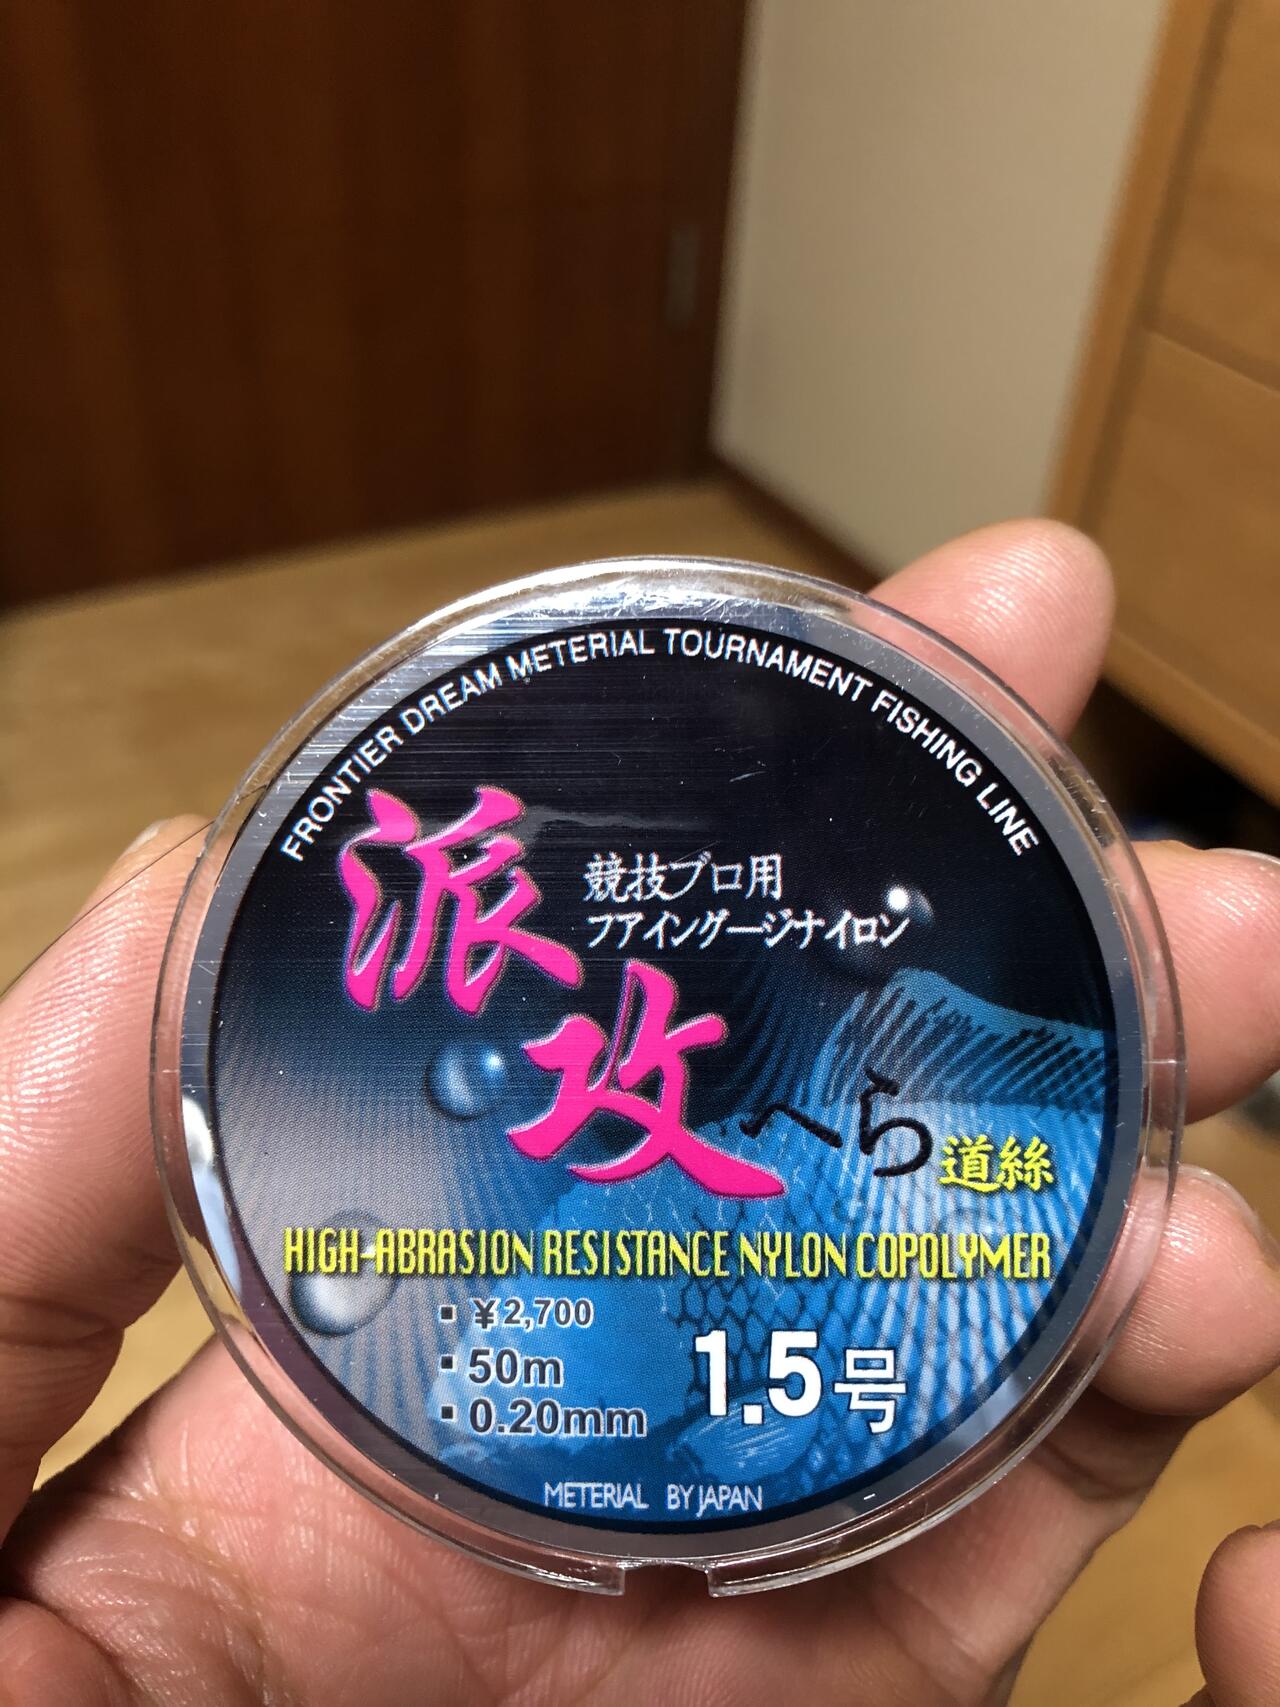 FRONTIER DREAM METERIAL TOURNAMENT FISHING LINE
派攻
競技プロ用
フアイングージナイロン
へら道絲
HIGH-ABRASION RESISTANCE NYLON COPOLYMER
▪ ¥2,700
▪ 50m
▪ 0.20mm
1.5号
METERIAL BY JAPAN